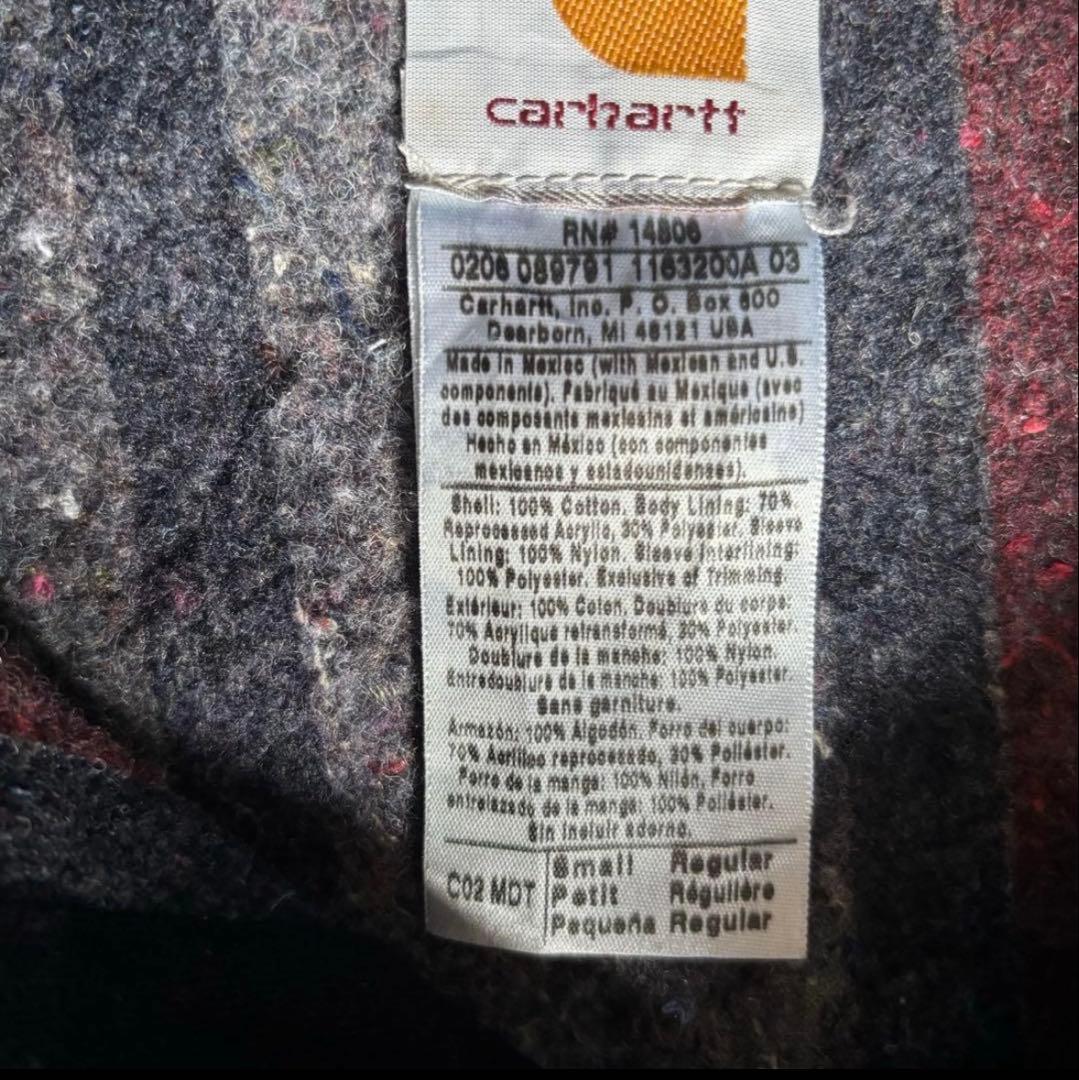 carhartt
RN# 14806
0206 089791 1163200A 03
Carhartt, Inc. P. O. Box 600
Dearborn, MI 48121 USA
Made in Mexico (with Mexican and U.S.
components). Fabriqué au Mexique (avec
des composants mexicains et américains)
Hecho en México (con componentes
mexicanos y estadounidenses).
Shell: 100% Cotton. Body Lining: 70%
Reprocessed Acrylic, 30% Polyester. Sleeve
Lining: 100% Nylon. Sleeve Interlining:
100% Polyester. Exclusive of Trimming.
Extérieur: 100% Coton. Doublure du corps:
70% Acrylique retransformé, 30% Polyester.
Doublure de la manche: 100% Nylon.
Entredoublure de la manche: 100% Polyester.
Sans garniture.
Armazón: 100% Algodón. Forro del cuerpo:
70% Acrílico reprocesado, 30% Poliéster.
Forro de la manga: 100% Nilón, Forro
entrelazado de la manga: 100% Poliéster.
Sin incluir adorno.
C02 MDT
Small Regular
Petit Régulière
Pequeña Regular